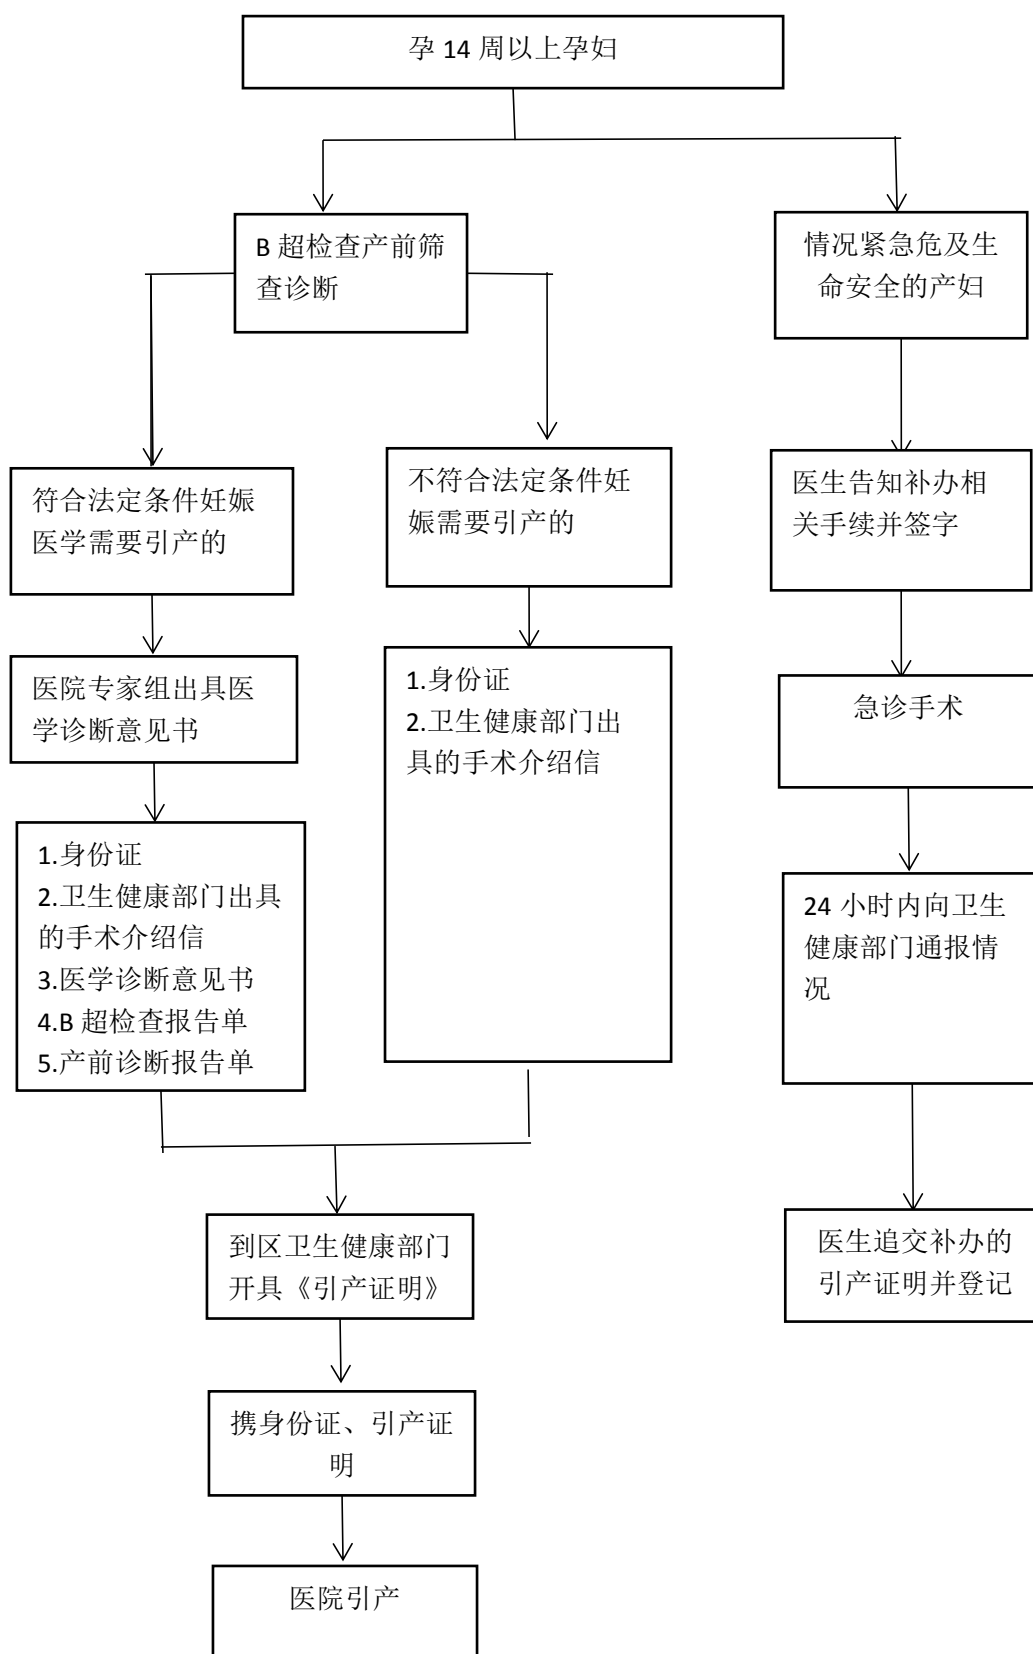 孕 14 周以上孕妇
B 超检查产前筛
查诊断
情况紧急危及生
命安全的产妇
符合法定条件妊娠
医学需要引产的
不符合法定条件妊
娠需要引产的
医生告知补办相
关手续并签字
医院专家组出具医
学诊断意见书
1.身份证
2.卫生健康部门出
具的手术介绍信
急诊手术
1.身份证
2.卫生健康部门出具
的手术介绍信
3.医学诊断意见书
4.B 超检查报告单
5.产前诊断报告单
24 小时内向卫生
健康部门通报情
况
到区卫生健康部门
开具《引产证明》
医生追交补办的
引产证明并登记
携身份证、引产证
明
医院引产